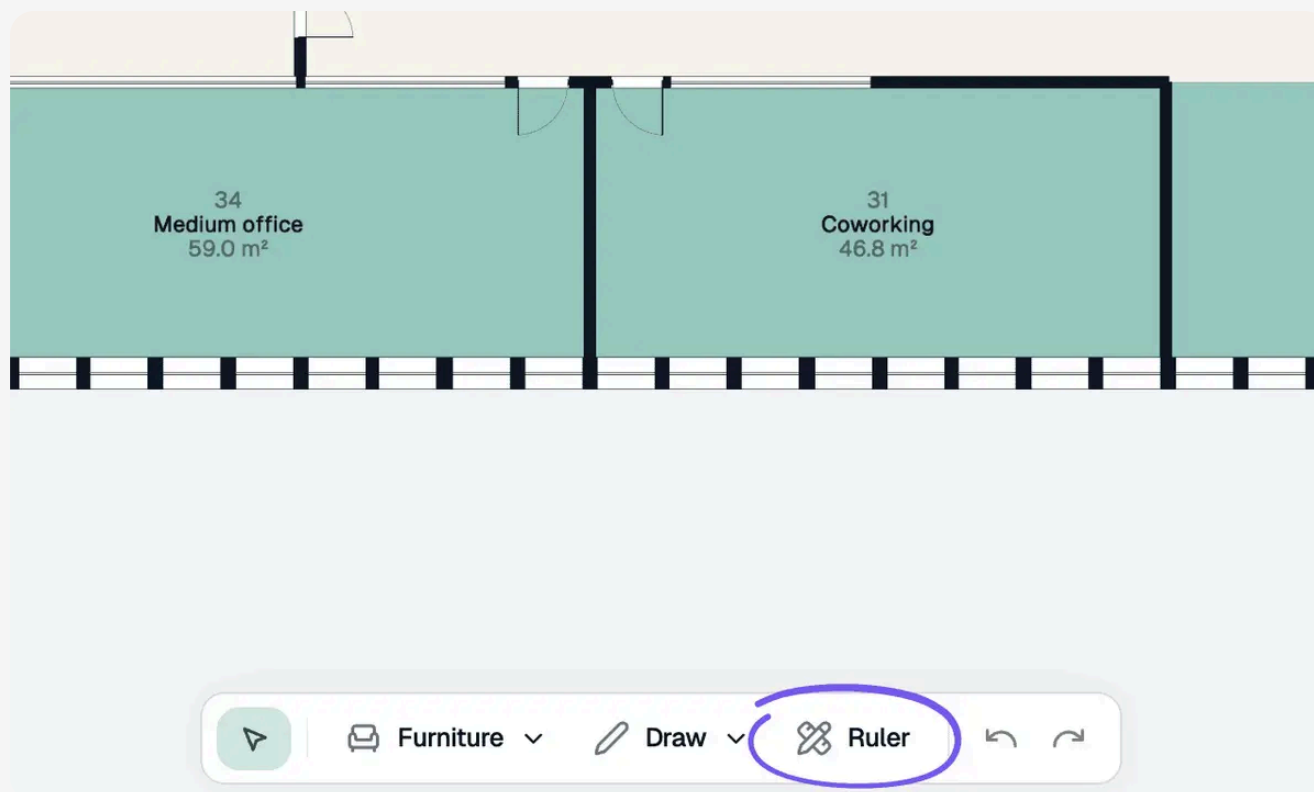 34
Medium office
59.0 m²
31
Coworking
46.8 m²
Furniture
Draw
Ruler